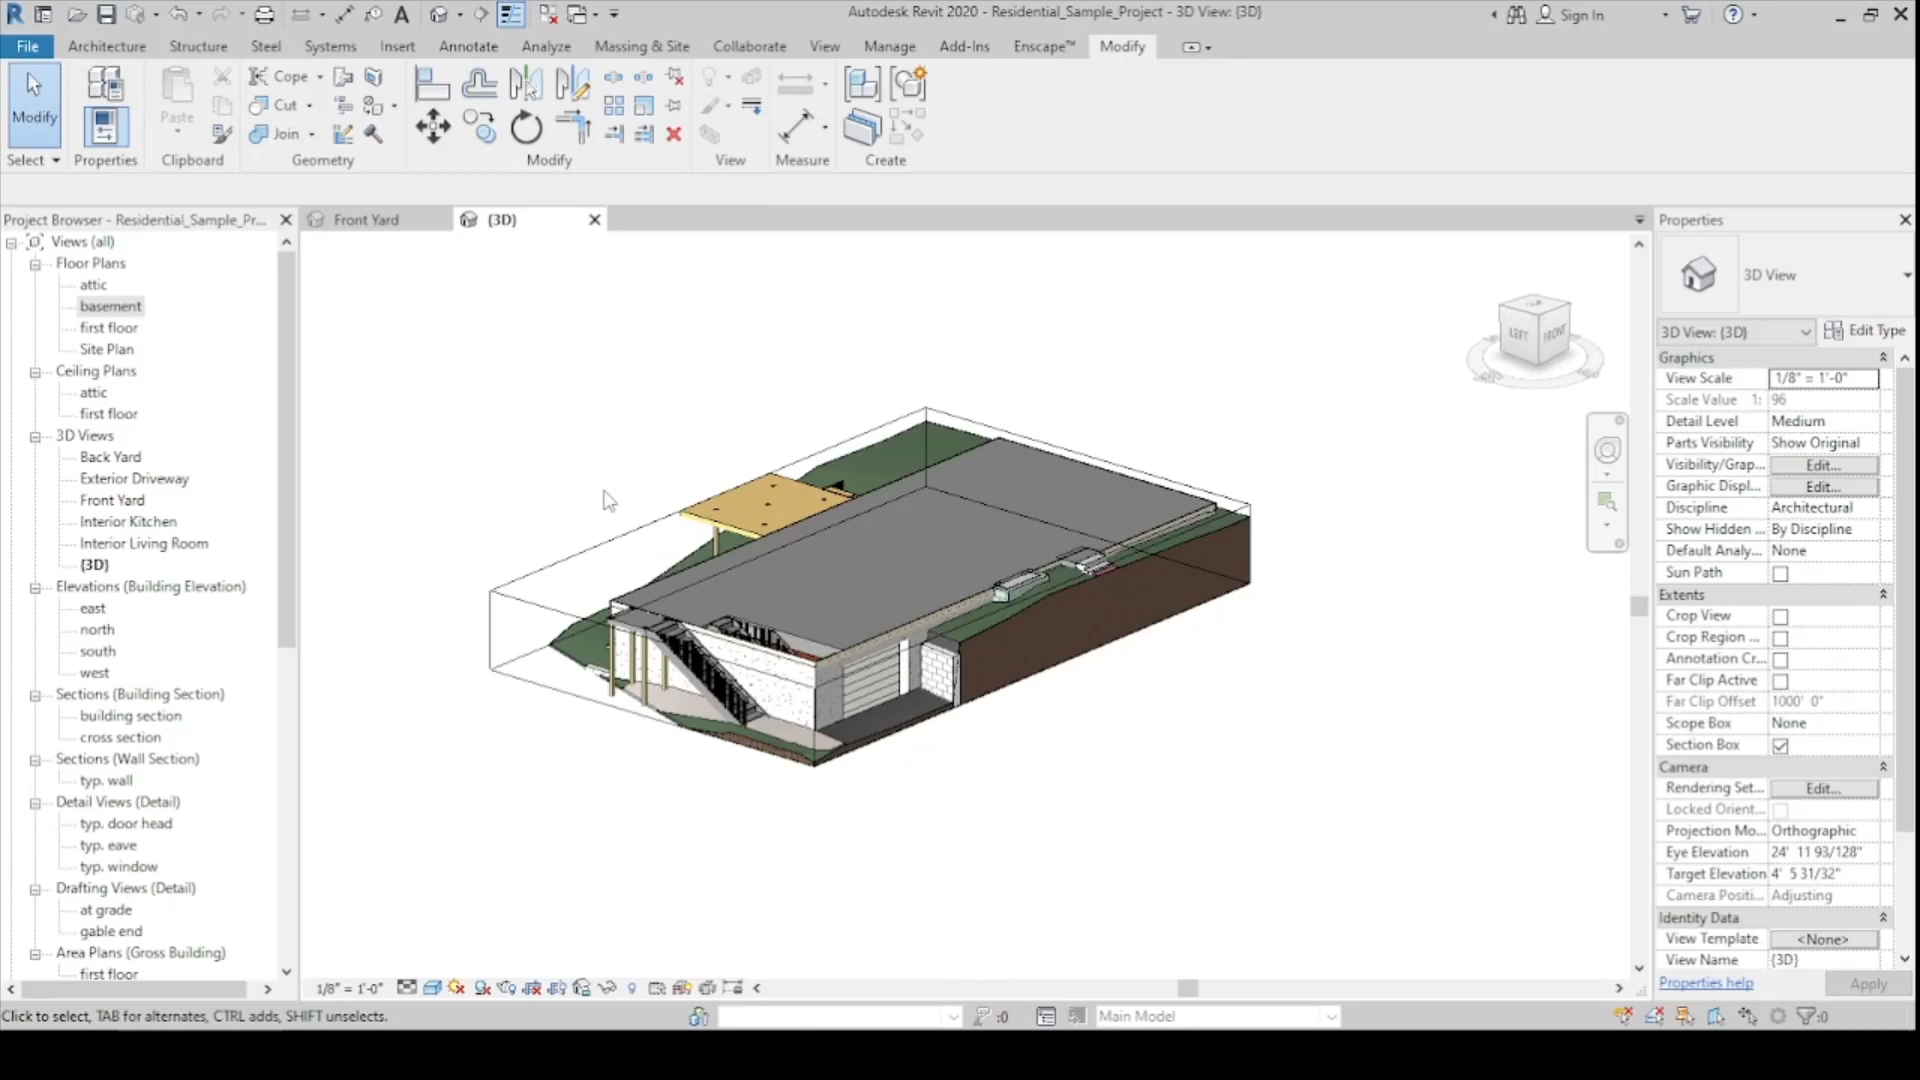 Autodesk Revit 2020 - Residential_Sample_Project - 3D View: {3D}
Sign In
File Architecture Structure Steel Systems Insert Annotate Analyze Massing & Site Collaborate View Manage Add-Ins Enscape™ Modify
Modify
Paste
Cope
Cut
Join
Select Properties Clipboard Geometry Modify View Measure Create
Project Browser - Residential_Sample_Pr...
Views (all)
Floor Plans
attic
basement
first floor
Site Plan
Ceiling Plans
attic
first floor
3D Views
Back Yard
Exterior Driveway
Front Yard
Interior Kitchen
Interior Living Room
{3D}
Elevations (Building Elevation)
east
north
south
west
Sections (Building Section)
building section
cross section
Sections (Wall Section)
typ. wall
Detail Views (Detail)
typ. door head
typ. eave
typ. window
Drafting Views (Detail)
at grade
gable end
Area Plans (Gross Building)
first floor
Front Yard
{3D}
LEFT FRONT
1/8" = 1'-0"
Properties
3D View
3D View: {3D}
Edit Type
Graphics
View Scale 1/8" = 1'-0"
Scale Value 1: 96
Detail Level Medium
Parts Visibility Show Original
Visibility/Grap... Edit...
Graphic Displ... Edit...
Discipline Architectural
Show Hidden ... By Discipline
Default Analy... None
Sun Path
Extents
Crop View
Crop Region ...
Annotation Cr...
Far Clip Active
Far Clip Offset 1000' 0"
Scope Box None
Section Box
Camera
Rendering Set... Edit...
Locked Orient...
Projection Mo... Orthographic
Eye Elevation 24' 11 93/128"
Target Elevation 4' 5 31/32"
Camera Positi... Adjusting
Identity Data
View Template <None>
View Name {3D}
Properties help
Apply
Click to select, TAB for alternates, CTRL adds, SHIFT unselects.
:0
Main Model
:0